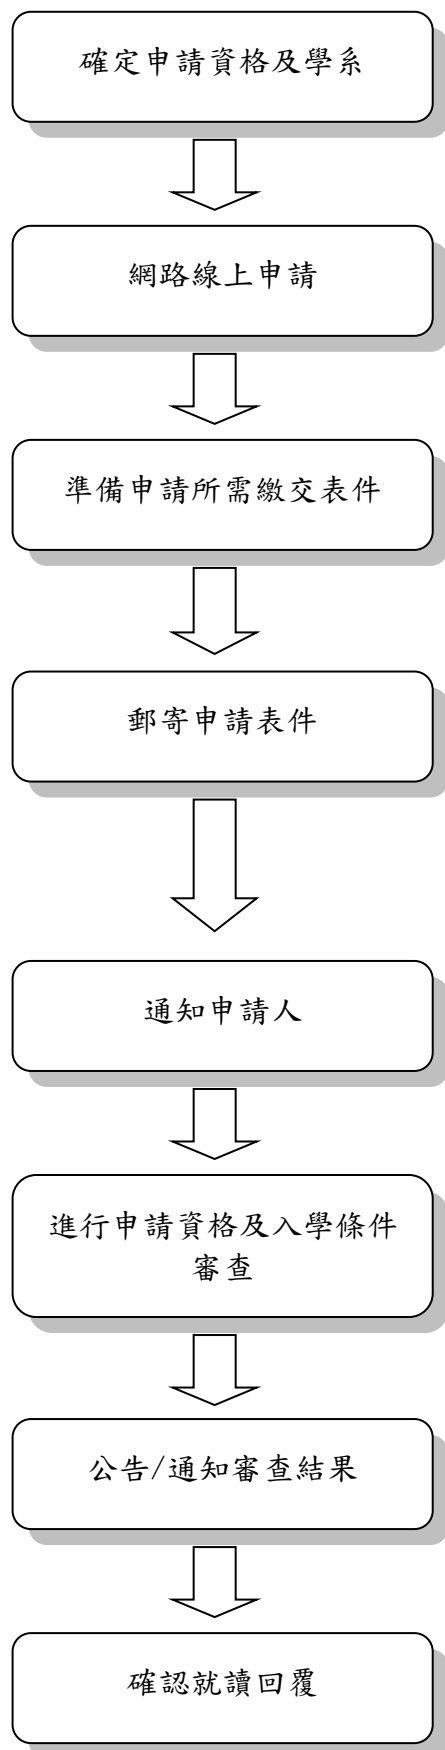 確定申請資格及學系
網路線上申請
準備申請所需繳交表件
郵寄申請表件
通知申請人
進行申請資格及入學條件
審查
公告/通知審查結果
確認就讀回覆